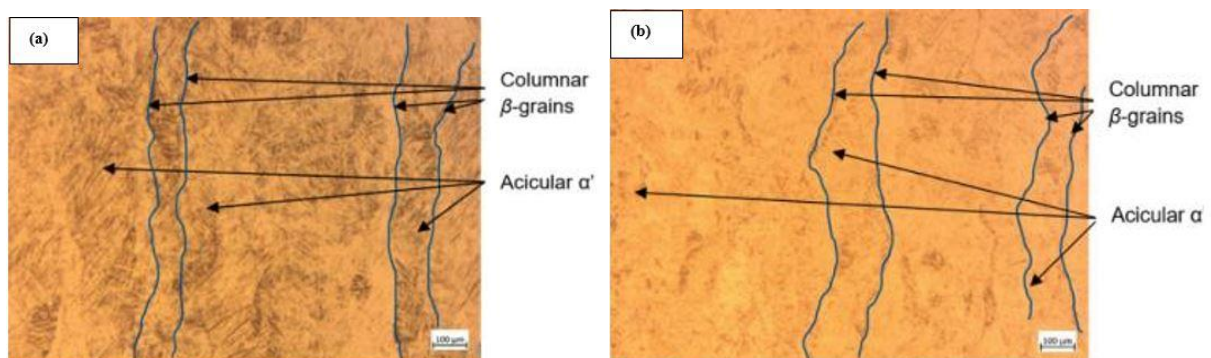 (a)
Columnar
β-grains
Acicular α'
100 μm
(b)
Columnar
β-grains
Acicular α
100 μm